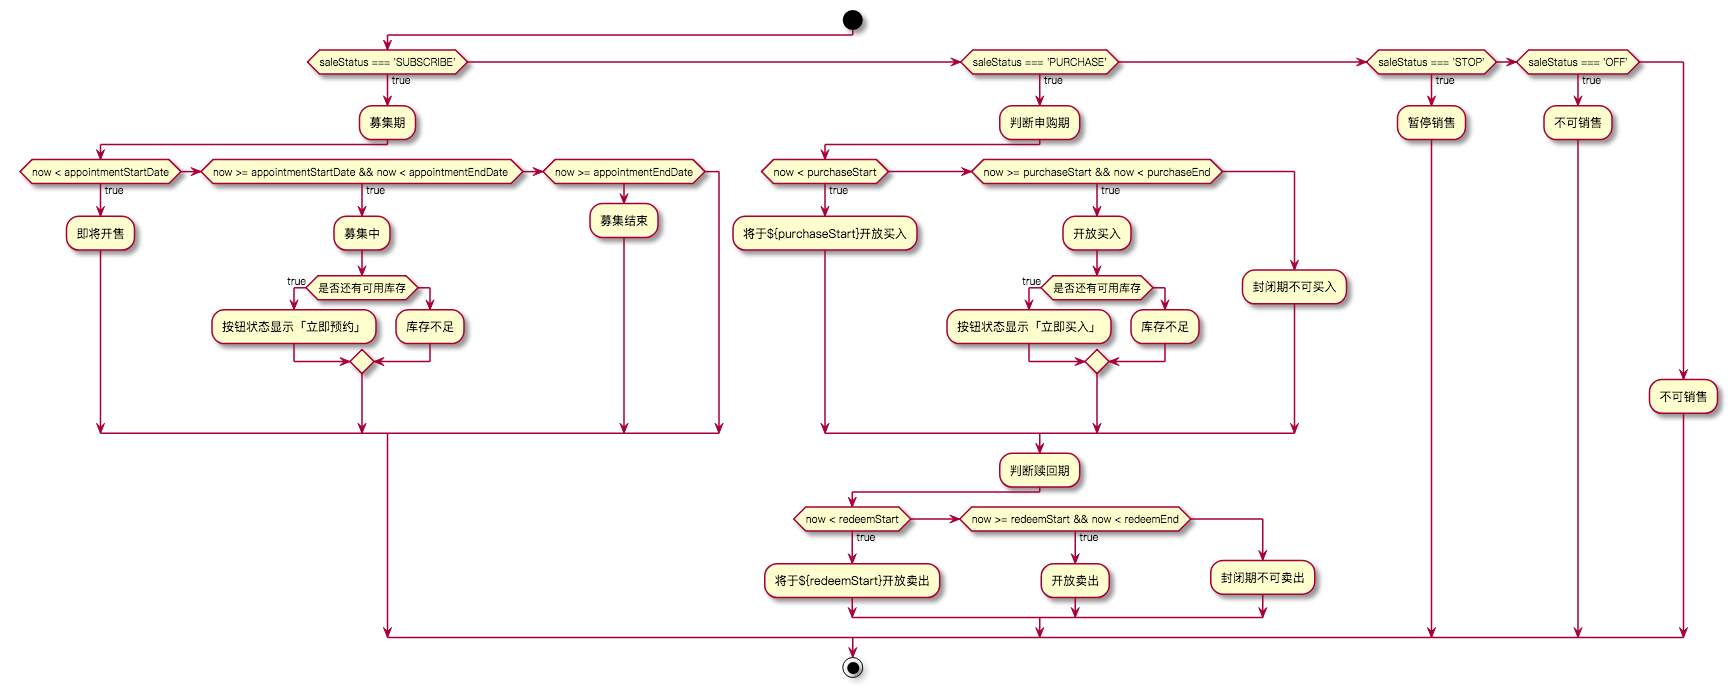 saleStatus === 'SUBSCRIBE'
true
募集期
now < appointmentStartDate
true
即将开售
now >= appointmentStartDate && now < appointmentEndDate
true
募集中
是否还有可用库存
true
按钮状态显示「立即预约」
库存不足
now >= appointmentEndDate
募集结束
saleStatus === 'PURCHASE'
true
判断申购期
now < purchaseStart
true
将于${purchaseStart}开放买入
now >= purchaseStart && now < purchaseEnd
true
开放买入
是否还有可用库存
true
按钮状态显示「立即买入」
库存不足
封闭期不可买入
判断赎回期
now < redeemStart
true
将于${redeemStart}开放卖出
now >= redeemStart && now < redeemEnd
true
开放卖出
封闭期不可卖出
saleStatus === 'STOP'
true
暂停销售
saleStatus === 'OFF'
true
不可销售
不可销售